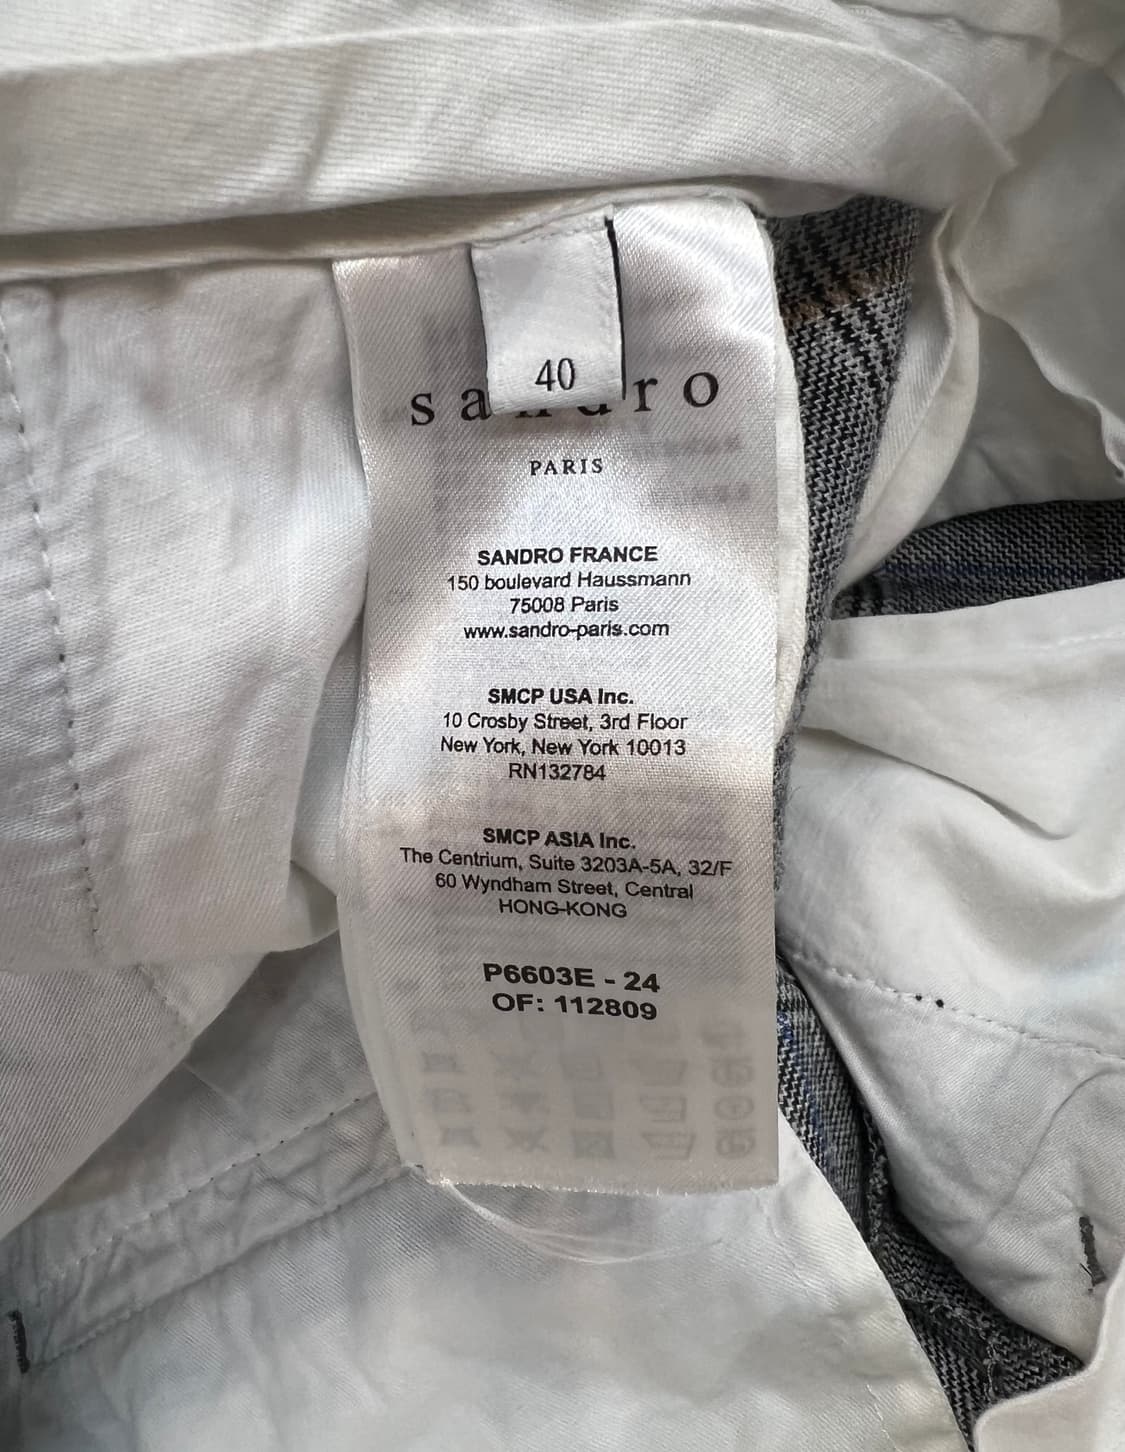 40
sandro
PARIS
SANDRO FRANCE
150 boulevard Haussmann
75008 Paris
www.sandro-paris.com
SMCP USA Inc.
10 Crosby Street, 3rd Floor
New York, New York 10013
RN132784
SMCP ASIA Inc.
The Centrium, Suite 3203A-5A, 32/F
60 Wyndham Street, Central
HONG-KONG
P6603E - 24
OF: 112809